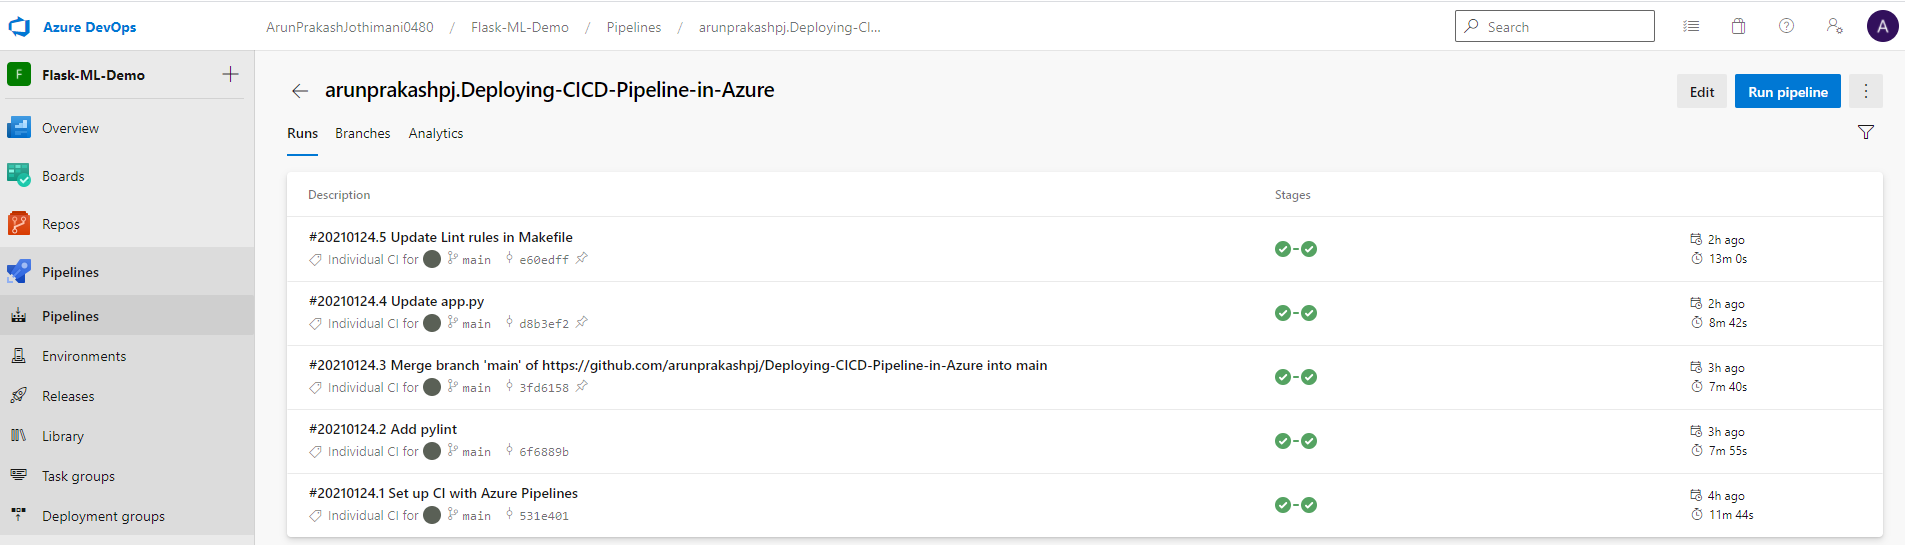 Azure DevOps
ArunPrakashJothimani0480 / Flask-ML-Demo / Pipelines / arunprakashpj.Deploying-CI...
Search
A
F Flask-ML-Demo
Overview
Boards
Repos
Pipelines
Pipelines
Environments
Releases
Library
Task groups
Deployment groups
arunprakashpj.Deploying-CICD-Pipeline-in-Azure
Edit
Run pipeline
Runs Branches Analytics
Description Stages
#20210124.5 Update Lint rules in Makefile
Individual CI for main e60edff
2h ago
13m 0s
#20210124.4 Update app.py
Individual CI for main d8b3ef2
2h ago
8m 42s
#20210124.3 Merge branch 'main' of https://github.com/arunprakashpj/Deploying-CICD-Pipeline-in-Azure into main
Individual CI for main 3fd6158
3h ago
7m 40s
#20210124.2 Add pylint
Individual CI for main 6f6889b
3h ago
7m 55s
#20210124.1 Set up CI with Azure Pipelines
Individual CI for main 531e401
4h ago
11m 44s